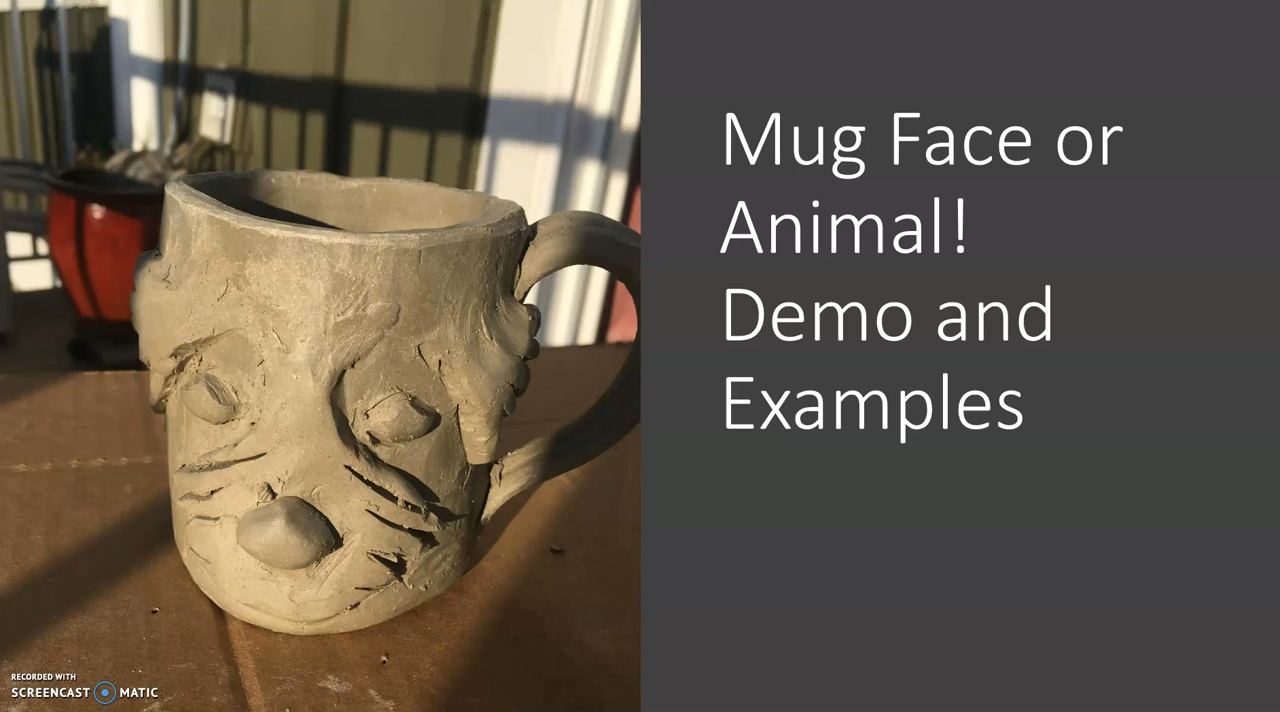 Mug Face or
Animal!
Demo and
Examples
RECORDED WITH
SCREENCAST MATIC